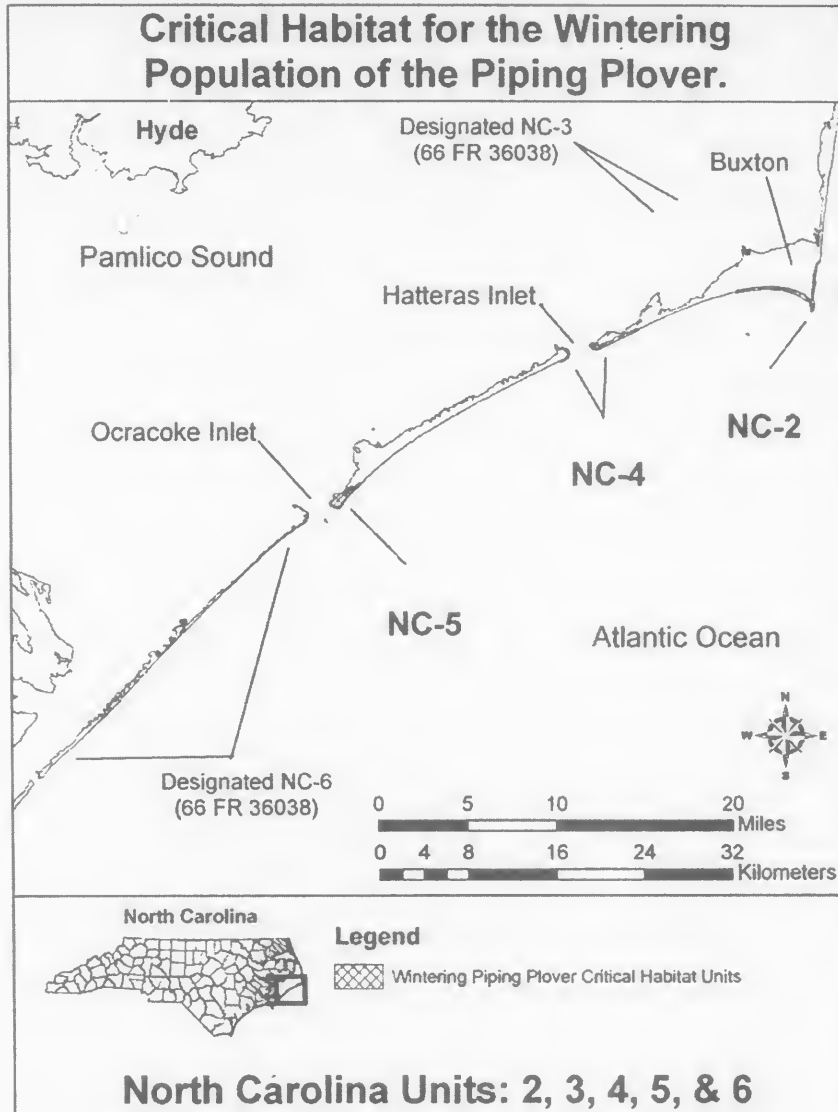 Critical Habitat for the Wintering
Population of the Piping Plover.
Hyde
Designated NC-3
(66 FR 36038)
Buxton
Pamlico Sound
Hatteras Inlet
NC-2
NC-4
Ocracoke Inlet
NC-5
Atlantic Ocean
N
W E
S
Designated NC-6
(66 FR 36038)
0 5 10 20
Miles
0 4 8 16 24 32
Kilometers
North Carolina
Legend
Wintering Piping Plover Critical Habitat Units
North Carolina Units: 2, 3, 4, 5, & 6